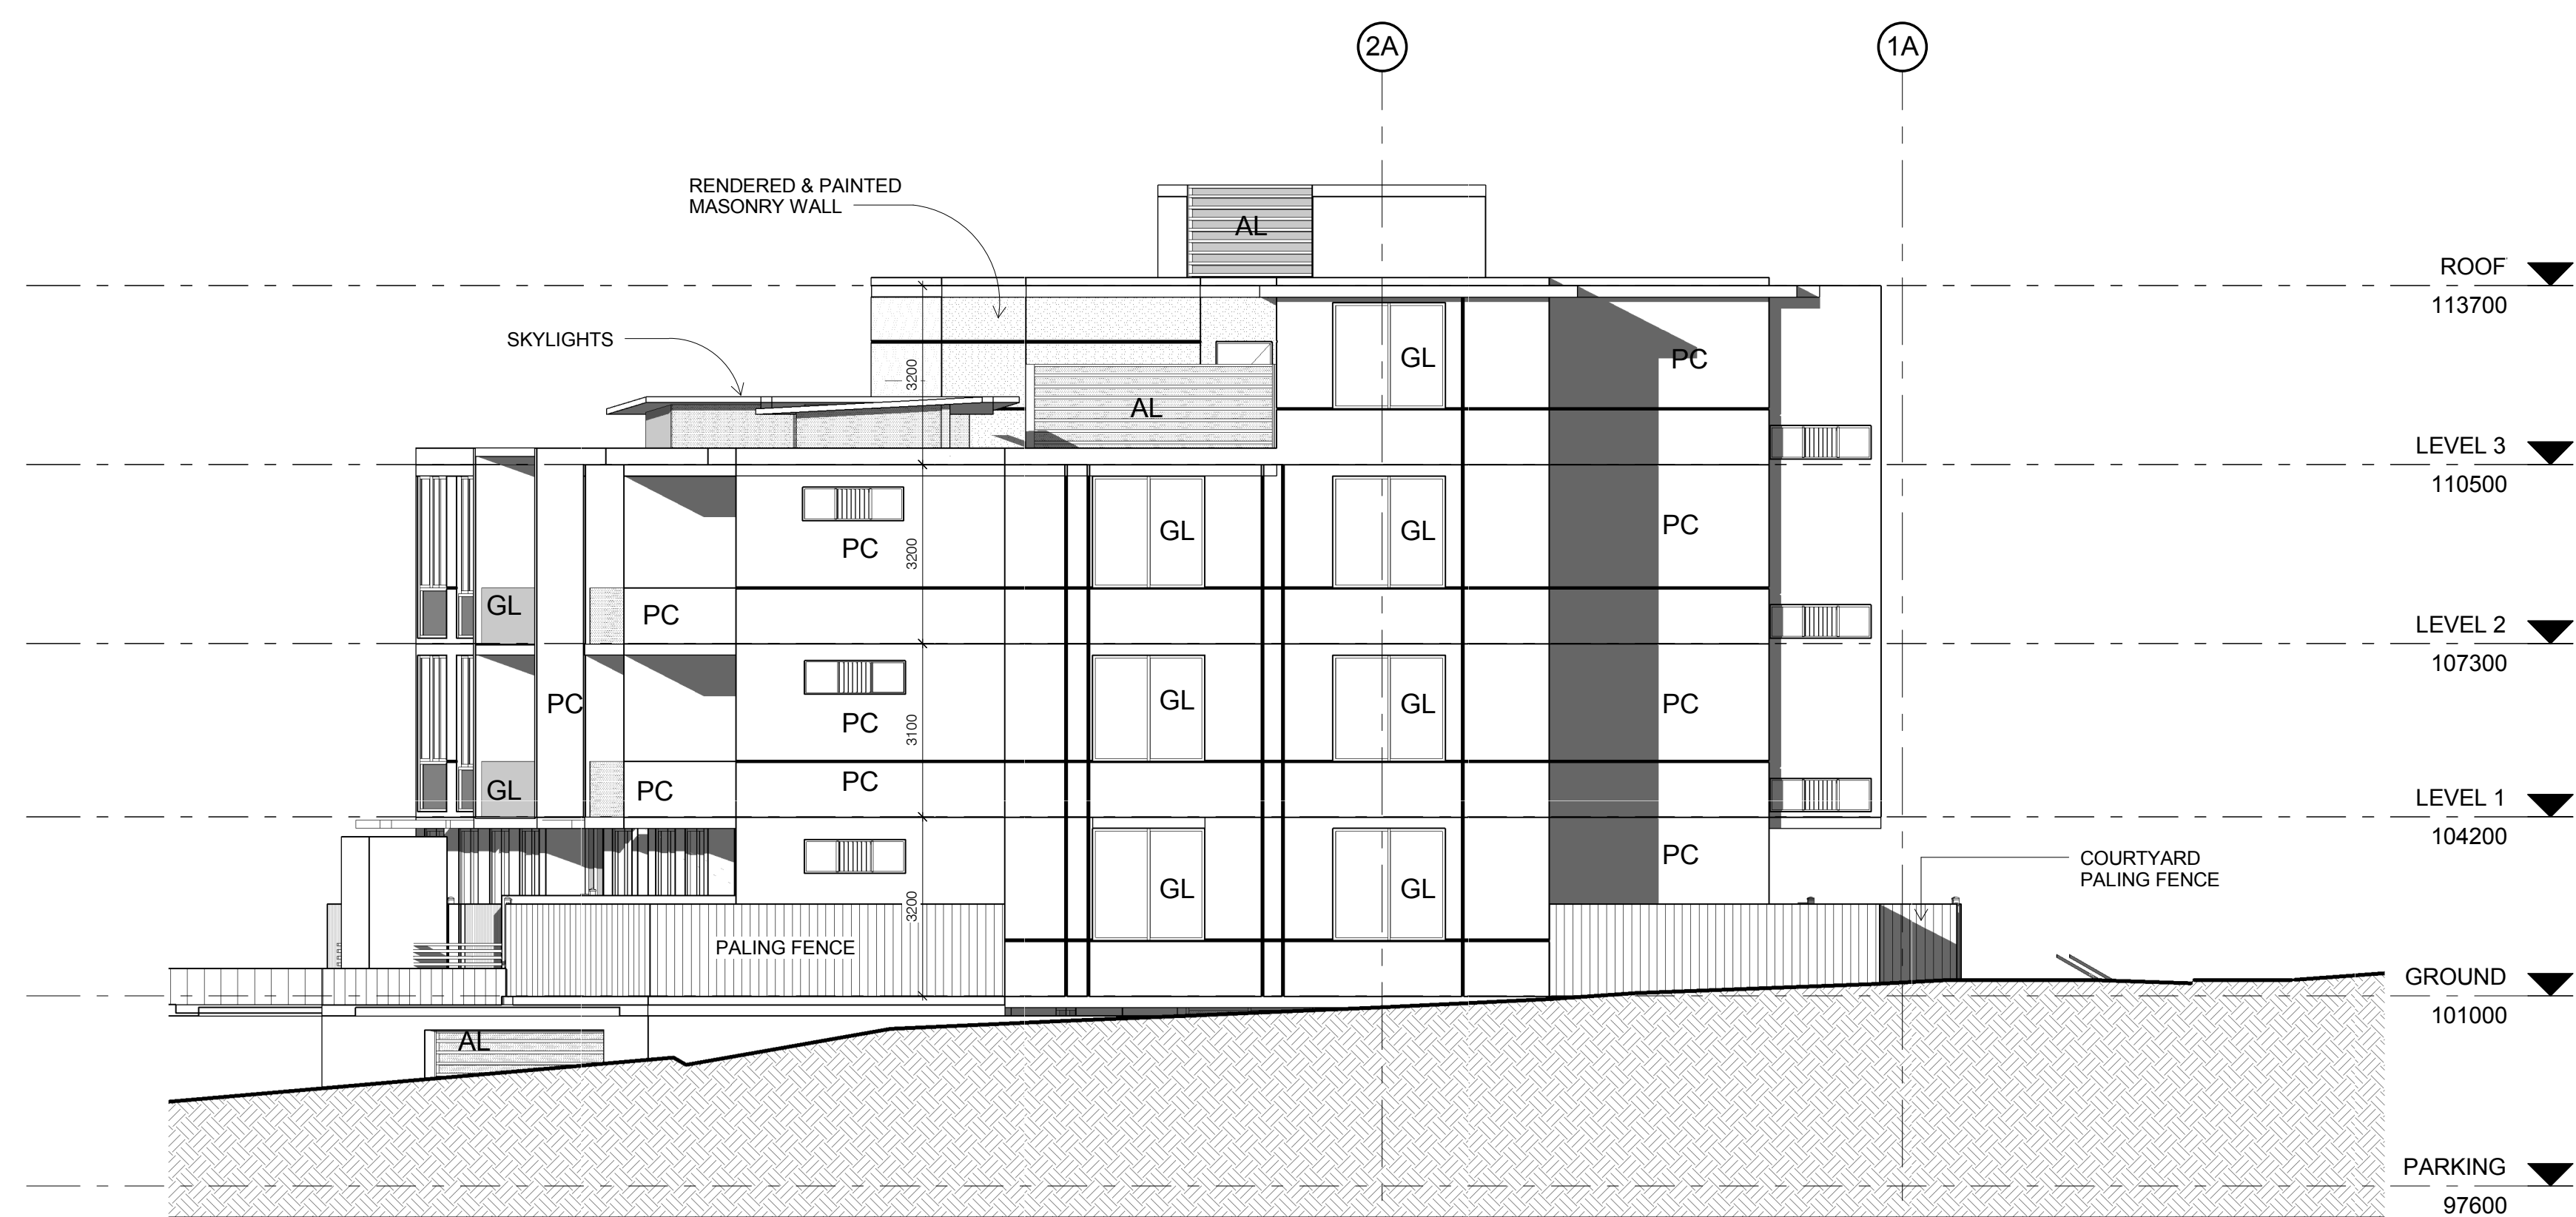 2A
1A
RENDERED & PAINTED
MASONRY WALL
AL
ROOF
113700
SKYLIGHTS
3200
GL
PC
AL
LEVEL 3
110500
PC
3200
GL
GL
PC
GL
PC
LEVEL 2
107300
PC
PC
3100
GL
GL
PC
GL
PC
PC
LEVEL 1
104200
PC
COURTYARD
PALING FENCE
3200
GL
GL
PALING FENCE
GROUND
101000
AL
PARKING
97600